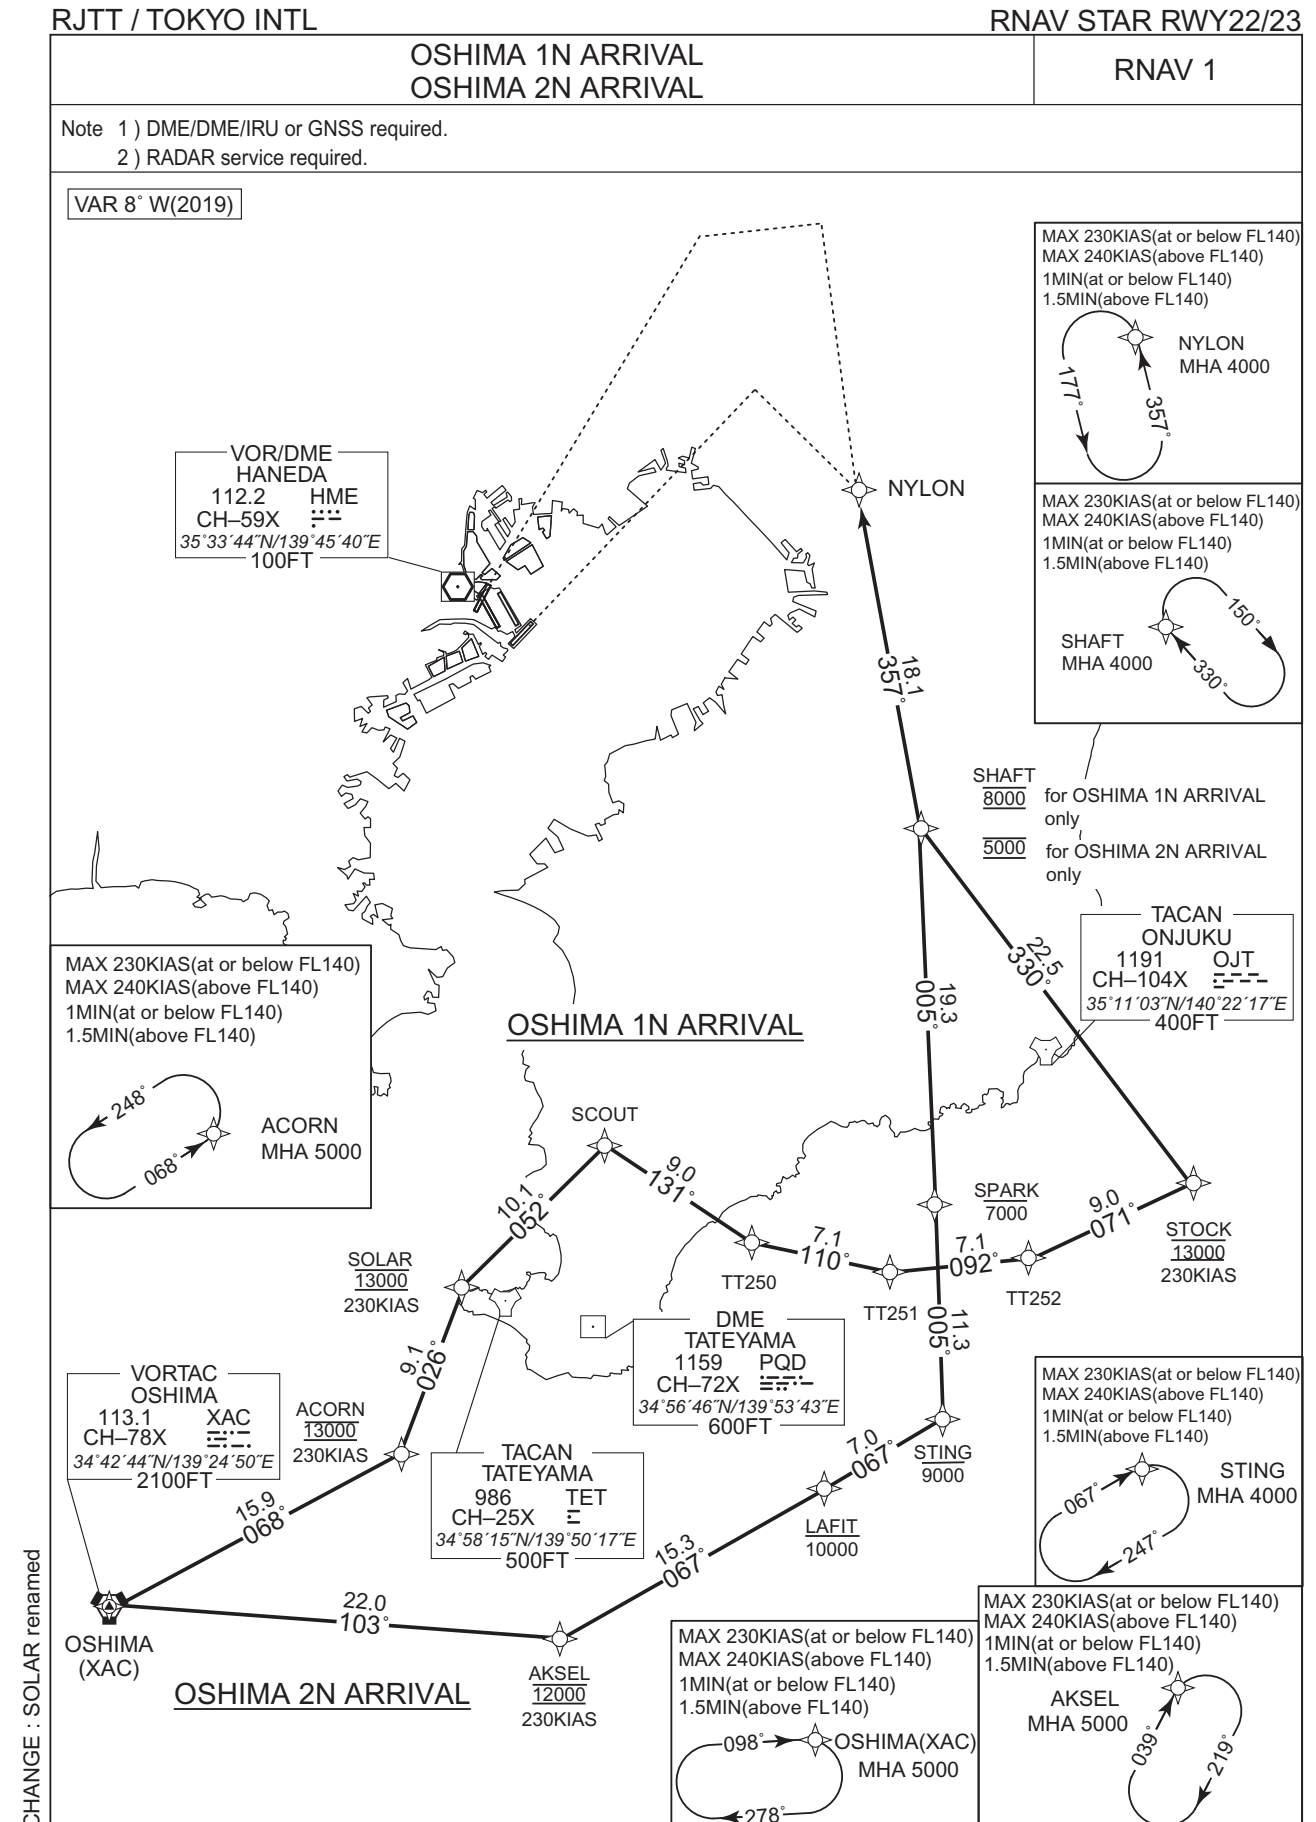 RJTT / TOKYO INTL
RNAV STAR RWY22/23
OSHIMA 1N ARRIVAL
OSHIMA 2N ARRIVAL
RNAV 1
Note 1 ) DME/DME/IRU or GNSS required.
2 ) RADAR service required.
VAR 8° W(2019)
MAX 230KIAS(at or below FL140)
MAX 240KIAS(above FL140)
1MIN(at or below FL140)
1.5MIN(above FL140)
NYLON
MHA 4000
177°
357°
VOR/DME
HANEDA
112.2 HME
CH–59X
35°33´44˝N/139°45´40˝E
100FT
NYLON
MAX 230KIAS(at or below FL140)
MAX 240KIAS(above FL140)
1MIN(at or below FL140)
1.5MIN(above FL140)
150°
SHAFT
MHA 4000
330°
18.1
357°
SHAFT
8000 for OSHIMA 1N ARRIVAL
only
5000 for OSHIMA 2N ARRIVAL
only
TACAN
ONJUKU
1191 OJT
CH–104X
35°11´03˝N/140°22´17˝E
400FT
22.5
330°
19.3
005°
MAX 230KIAS(at or below FL140)
MAX 240KIAS(above FL140)
1MIN(at or below FL140)
1.5MIN(above FL140)
248°
068°
ACORN
MHA 5000
OSHIMA 1N ARRIVAL
SCOUT
9.0
131°
10.1
052°
SPARK
7000
9.0
071°
STOCK
13000
230KIAS
7.1
110°
7.1
092°
SOLAR
13000
230KIAS
TT250
TT251
TT252
11.3
005°
DME
TATEYAMA
1159 PQD
CH–72X
34°56´46˝N/139°53´43˝E
600FT
9.1
026°
VORTAC
OSHIMA
113.1 XAC
CH–78X
34°42´44˝N/139°24´50˝E
2100FT
ACORN
13000
230KIAS
TACAN
TATEYAMA
986 TET
CH–25X
34°58´15˝N/139°50´17˝E
500FT
7.0
067°
STING
9000
LAFIT
10000
MAX 230KIAS(at or below FL140)
MAX 240KIAS(above FL140)
1MIN(at or below FL140)
1.5MIN(above FL140)
067°
247°
STING
MHA 4000
15.9
068°
15.3
067°
22.0
103°
OSHIMA
(XAC)
OSHIMA 2N ARRIVAL
AKSEL
12000
230KIAS
MAX 230KIAS(at or below FL140)
MAX 240KIAS(above FL140)
1MIN(at or below FL140)
1.5MIN(above FL140)
098°
OSHIMA(XAC)
MHA 5000
278°
MAX 230KIAS(at or below FL140)
MAX 240KIAS(above FL140)
1MIN(at or below FL140)
1.5MIN(above FL140)
AKSEL
MHA 5000
039°
219°
CHANGE : SOLAR renamed